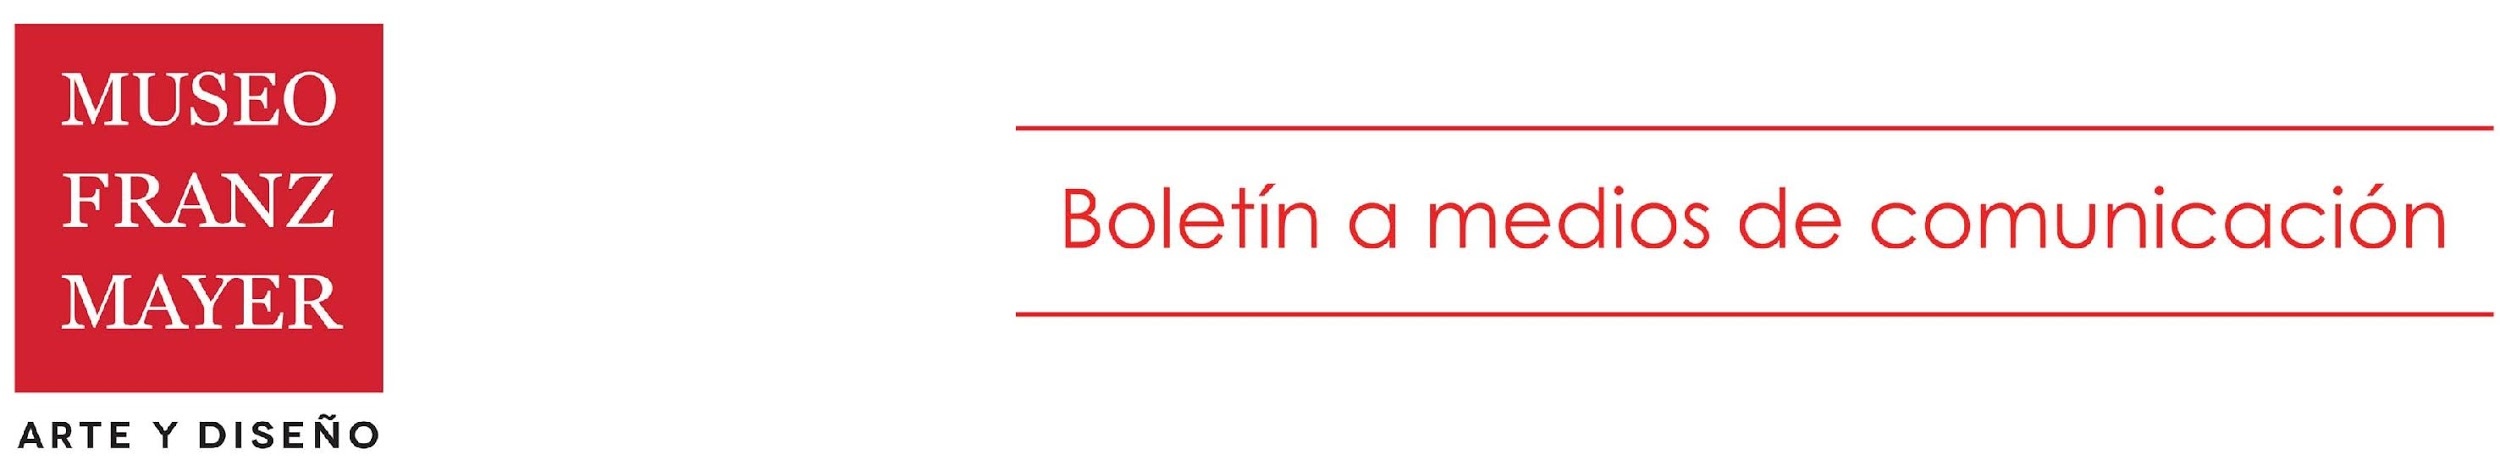 MUSEO
FRANZ
MAYER
ARTE Y DISEÑO
Boletín a medios de comunicación